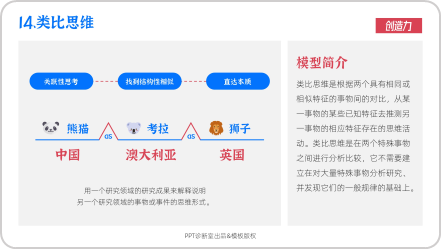 14.类比思维
创造力
关联性思考
找到结构性相似
直达本质
熊猫
as
考拉
as
狮子
中国
澳大利亚
英国
用一个研究领域的研究成果来解释说明
另一个研究领域的事物或事件的思维形式。
模型简介
类比思维是根据两个具有相同或
相似特征的事物间的对比，从某
一事物的某些已知特征去推测另
一事物的相应特征存在的思维活
动。类比思维是在两个特殊事物
之间进行分析比较，它不需要建
立在对大量特殊事物分析研究，
并发现它们的一般规律的基础上。
PPT诊断室出品&模板版权